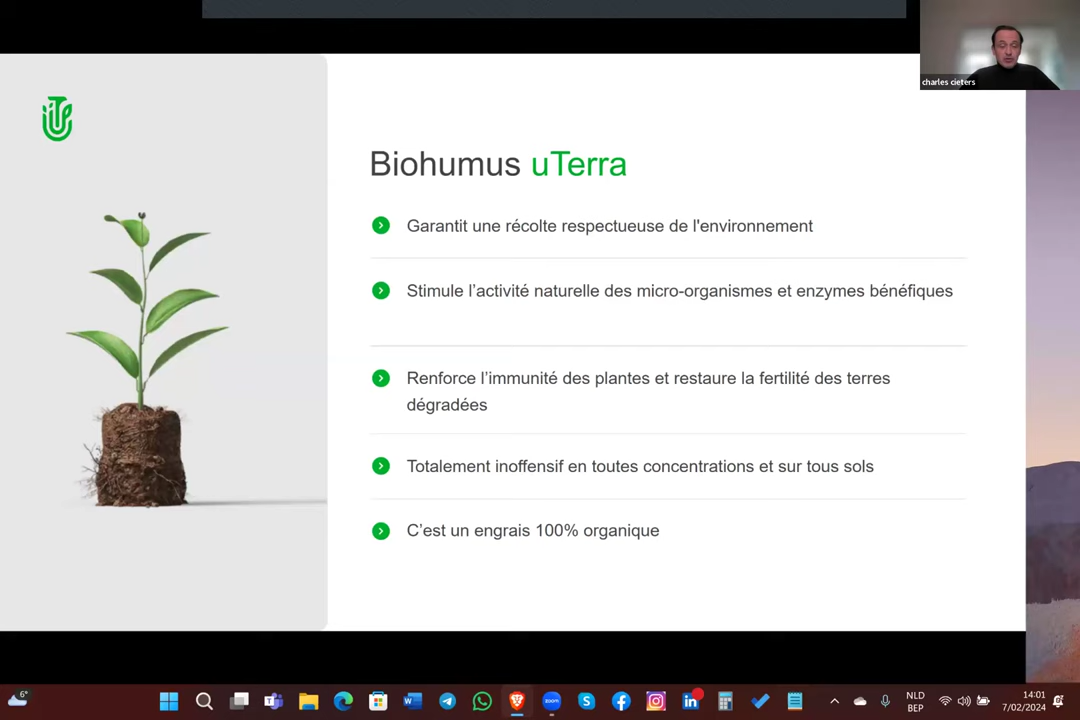 charles cieters
Biohumus uTerra
Garantit une récolte respectueuse de l'environnement
Stimule l’activité naturelle des micro-organismes et enzymes bénéfiques
Renforce l’immunité des plantes et restaure la fertilité des terres
dégradées
Totalement inoffensif en toutes concentrations et sur tous sols
C’est un engrais 100% organique
6°
zoom
NLD
BEP
14:01
7/02/2024